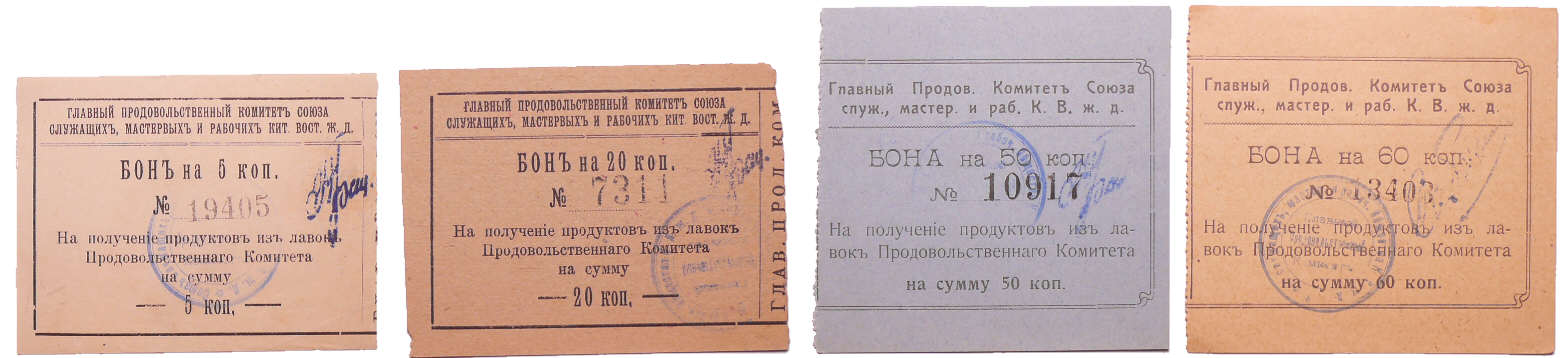 ГЛАВНЫЙ ПРОДОВОЛЬСТВЕННЫЙ КОМИТЕТЪ СОЮЗА
СЛУЖАЩИХЪ, МАСТЕРВЫХЪ И РАБОЧИХЪ КИТ. ВОСТ. Ж. Д.
БОНЪ на 5 коп.
№ 19405
На полученіе продуктовъ изъ лавокъ
Продовольственнаго Комитета
на сумму
5 коп.
ГЛАВНЫЙ ПРОДОВОЛЬСТВЕННЫЙ КОМИТЕТЪ СОЮЗА
СЛУЖАЩИХЪ, МАСТЕРВЫХЪ И РАБОЧИХЪ КИТ. ВОСТ. Ж. Д.
БОНЪ на 20 коп.
№ 7311
На полученіе продуктовъ изъ лавокъ
Продовольственнаго Комитета
на сумму
20 коп.
ГЛАВ. ПРОД. КОМ
Главный Продов. Комитетъ Союза
служ., мастер. и раб. К. В. ж. д.
БОНА на 50 коп.
№ 10917
На полученіе продуктовъ изъ ла-
вокъ Продовольственнаго Комитета
на сумму 50 коп.
Главный Продов. Комитетъ Союза
служ., мастер. и раб. К. В. ж. д.
БОНА на 60 коп.
№ 13403
На полученіе продуктовъ изъ ла-
вокъ Продовольственнаго Комитета
на сумму 60 коп.